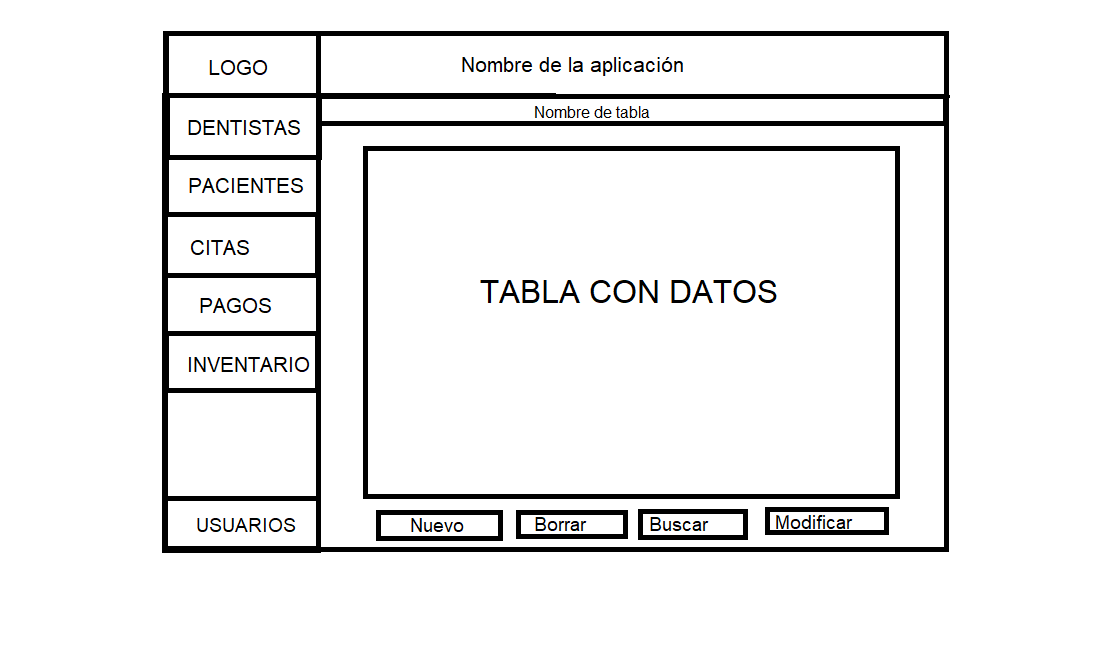 LOGO
Nombre de la aplicación
DENTISTAS
Nombre de tabla
PACIENTES
CITAS
PAGOS
INVENTARIO
USUARIOS
TABLA CON DATOS
Nuevo
Borrar
Buscar
Modificar